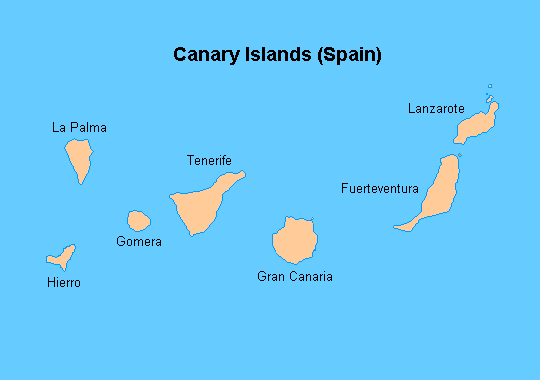 Canary Islands (Spain)
Lanzarote
La Palma
Tenerife
Fuerteventura
Gomera
Gran Canaria
Hierro